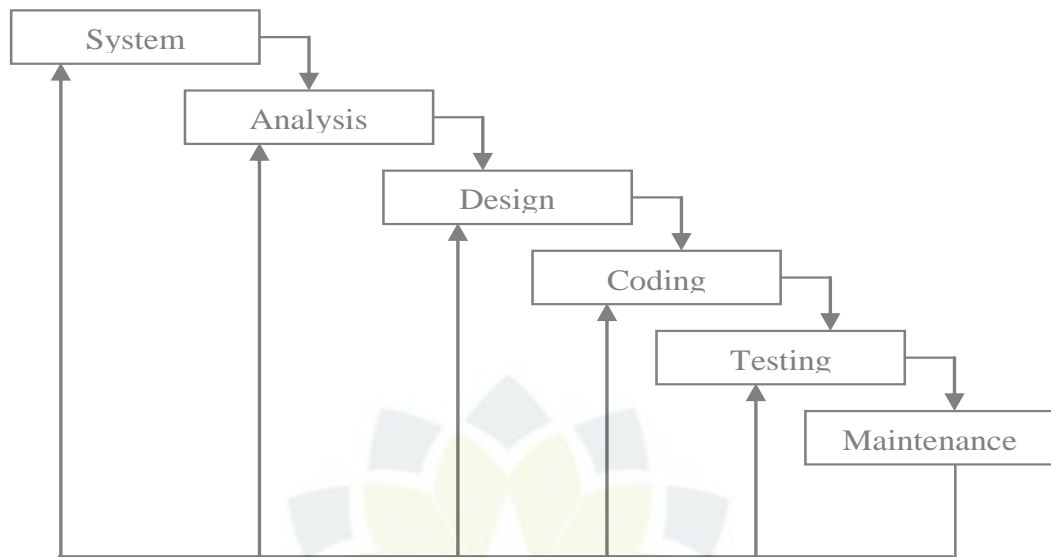 System
Analysis
Design
Coding
Testing
Maintenance